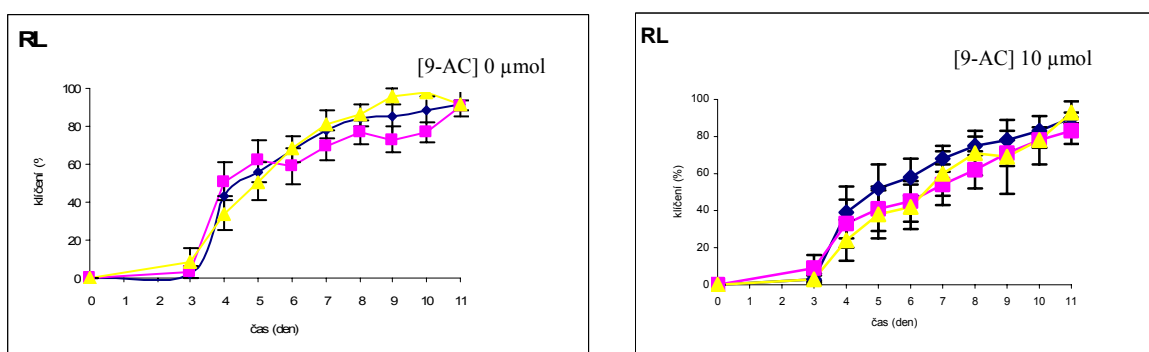 RL
[9-AC] 0 µmol
100
80
60
40
20
0
klíčení (%
0 1 2 3 4 5 6 7 8 9 10 11
čas (den)
RL
[9-AC] 10 µmol
100
80
60
40
20
0
klíčení (%)
0 1 2 3 4 5 6 7 8 9 10 11
čas (den)